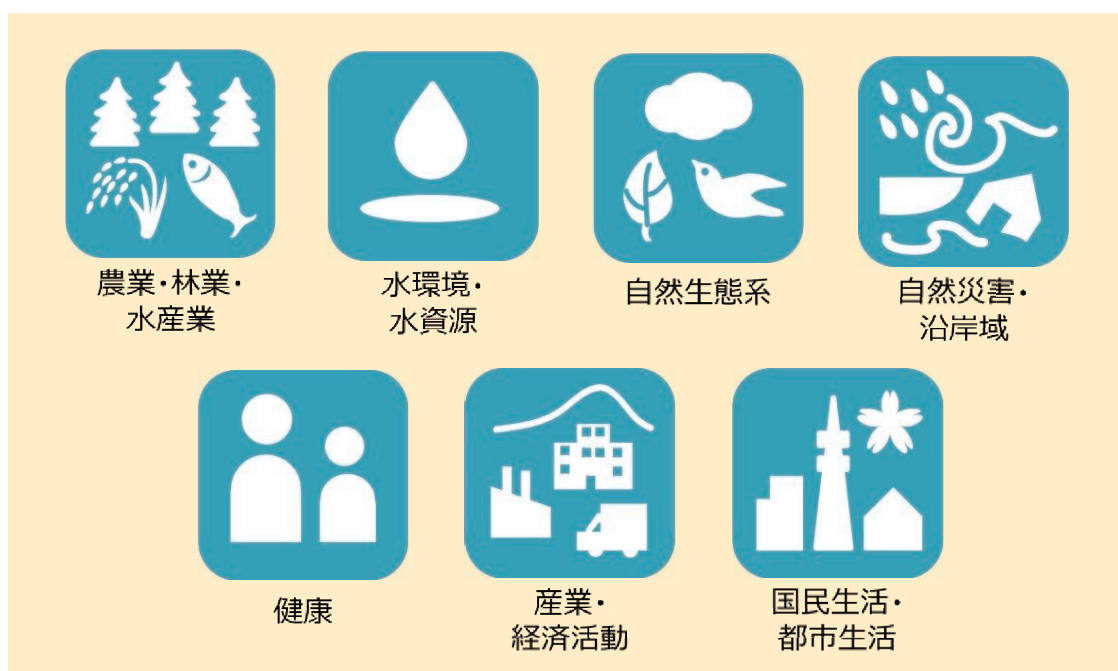 農業・林業・
水産業
水環境・
水資源
自然生態系
自然災害・
沿岸域
健康
産業・
経済活動
国民生活・
都市生活